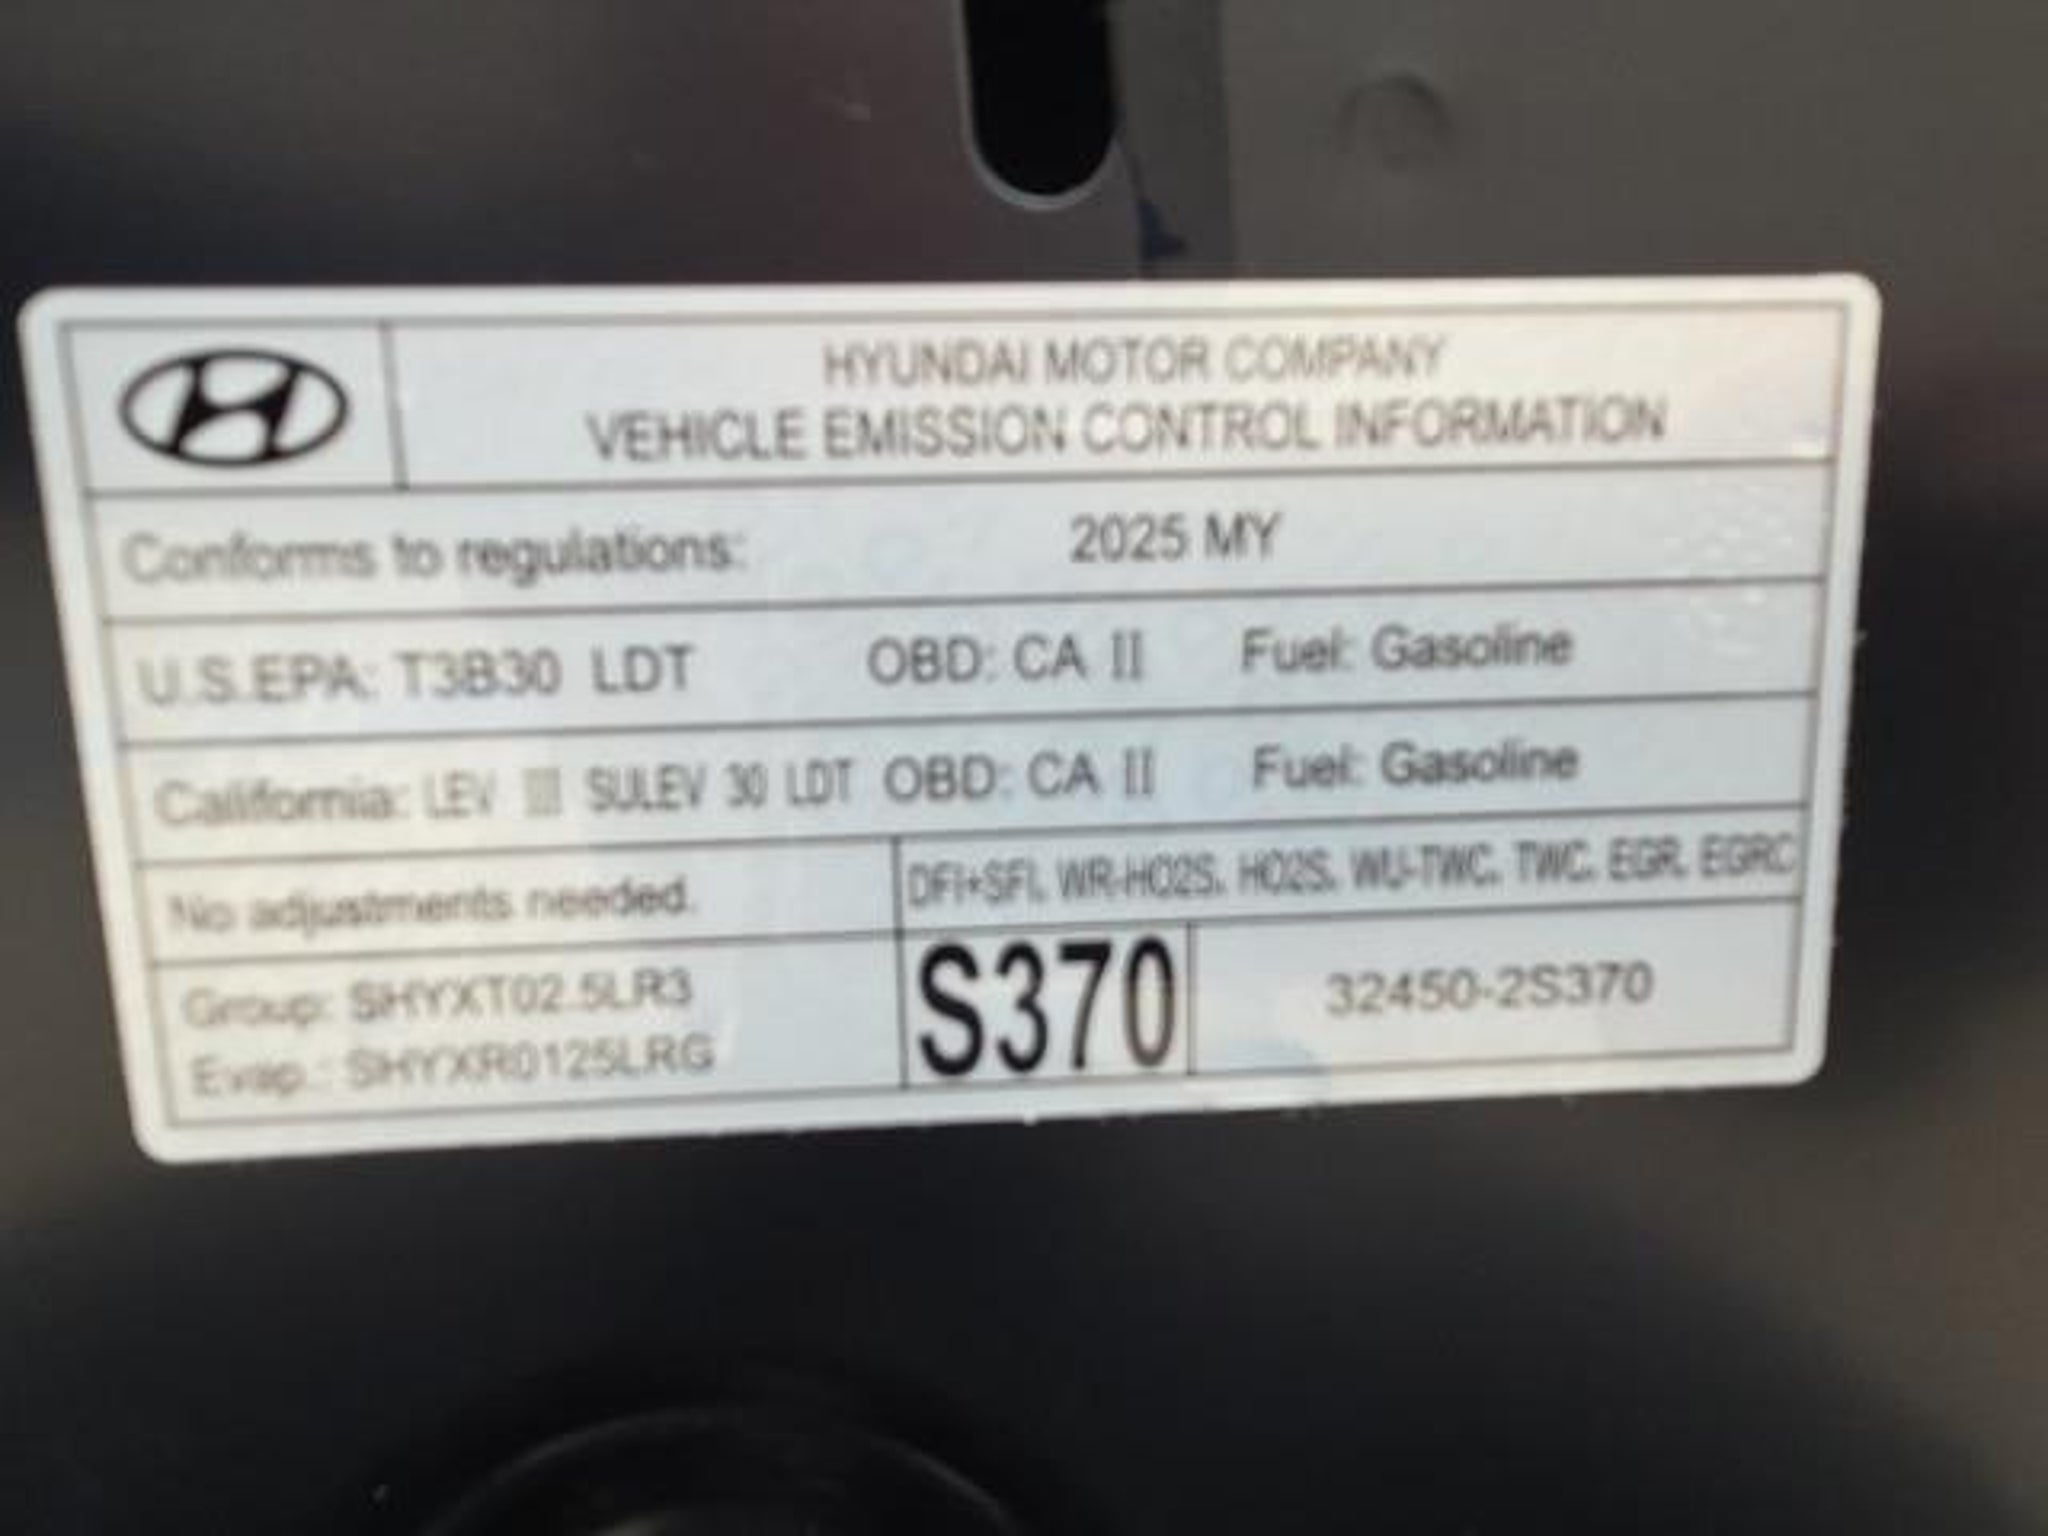 HYUNDAI MOTOR COMPANY
VEHICLE EMISSION CONTROL INFORMATION
Conforms to regulations: 2025 MY
U.S.EPA: T3B30 LDT OBD: CA II Fuel: Gasoline
California: LEV III SULEV 30 LDT OBD: CA II Fuel: Gasoline
No adjustments needed. DFI+SFI, WR-HO2S, HO2S, WU-TWC, TWC, EGR, EGRC
Group: SHYXT02.5LR3
Evap.: SHYXR0125LRG
S370 32450-2S370